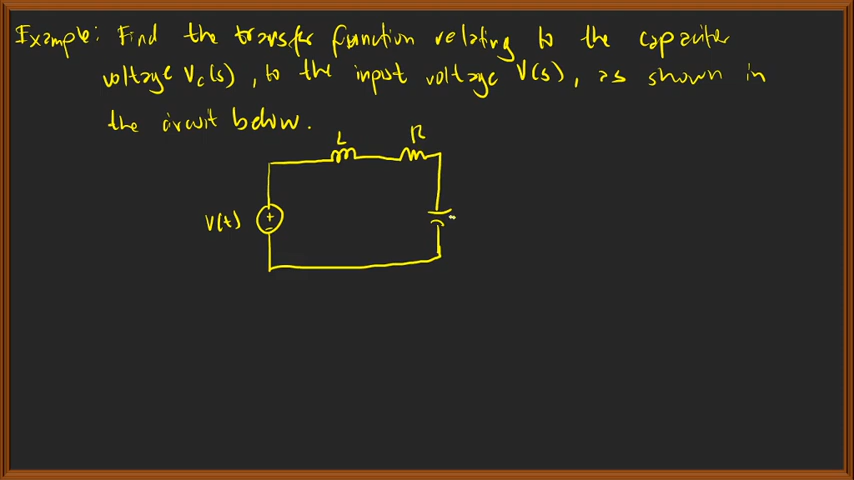 Example: Find the transfer function relating to the capacitor
voltage Vc(s), to the input voltage V(s), as shown in
the circuit below.
L
R
V(t)
+
-